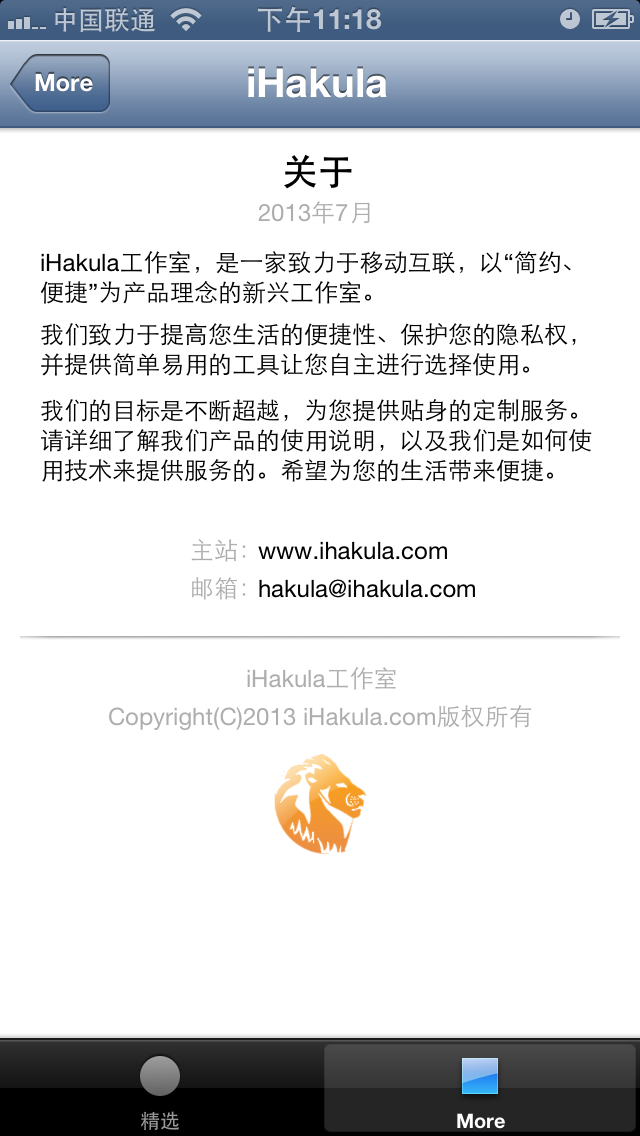 中国联通 下午11:18
More iHakula
关于
2013年7月
iHakula工作室，是一家致力于移动互联，以“简约、
便捷”为产品理念的新兴工作室。
我们致力于提高您生活的便捷性、保护您的隐私权，
并提供简单易用的工具让您自主进行选择使用。
我们的目标是不断超越，为您提供贴身的定制服务。
请详细了解我们产品的使用说明，以及我们是如何使
用技术来提供服务的。希望为您的生活带来便捷。
主站：www.ihakula.com
邮箱：hakula@ihakula.com
iHakula工作室
Copyright(C)2013 iHakula.com版权所有
精选 More